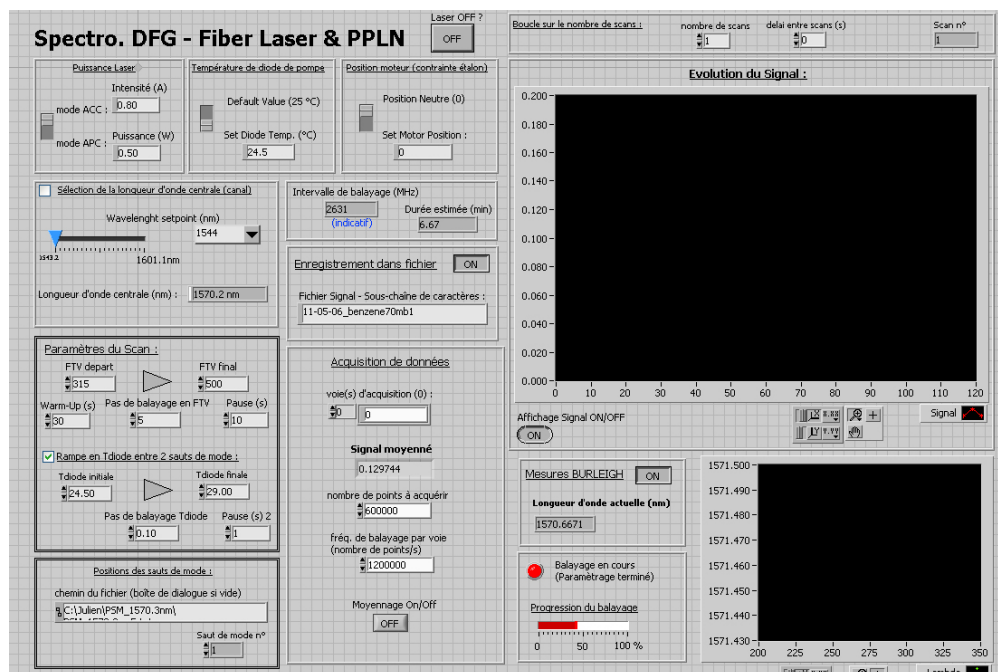 Spectro. DFG - Fiber Laser & PPLN
Laser OFF ?
OFF
Boucle sur le nombre de scans :
nombre de scans
1
delai entre scans (s)
0
Scan n°
1
Puissance Laser
Intensité (A)
mode ACC :
0.80
mode APC :
Puissance (W)
0.50
Température de diode de pompe
Default Value (25 °C)
Set Diode Temp. (°C)
24.5
Position moteur (contrainte étalon)
Position Neutre (0)
Set Motor Position :
0
Sélection de la longueur d'onde centrale (canal)
Wavelenght setpoint (nm)
1544
1543.2
1601.1nm
Longueur d'onde centrale (nm) :
1570.2 nm
Intervalle de balayage (MHz)
2631
(indicatif)
Durée estimée (min)
6.67
Enregistrement dans fichier
ON
Fichier Signal - Sous-chaîne de caractères :
11-05-06_benzene70mb1
Paramètres du Scan :
FTV depart
315
FTV final
500
Warm-Up (s)
30
Pas de balayage en FTV
5
Pause (s)
10
Rampe en Tdiode entre 2 sauts de mode :
Tdiode initiale
24.50
Tdiode finale
29.00
Pas de balayage Tdiode
0.10
Pause (s) 2
1
Positions des sauts de mode :
chemin du fichier (boîte de dialogue si vide)
C:\Julien\PSM_1570.3nm\
Saut de mode n°
1
Acquisition de données
voie(s) d'acquisition (0) :
0
0
Signal moyenné
0.129744
nombre de points à acquérir
600000
fréq. de balayage par voie
(nombre de points/s)
1200000
Moyennage On/Off
OFF
Evolution du Signal :
0.200
0.180
0.160
0.140
0.120
0.100
0.080
0.060
0.040
0.020
0.000
0 10 20 30 40 50 60 70 80 90 100 110 120
Affichage Signal ON/OFF
ON
Signal
Mesures BURLEIGH
ON
Longueur d'onde actuelle (nm)
1570.6671
Balayage en cours
(Paramètrage terminé)
Progression du balayage
0 50 100 %
1571.500
1571.490
1571.480
1571.470
1571.460
1571.450
1571.440
1571.430
200 225 250 275 300 325 350
Lambda